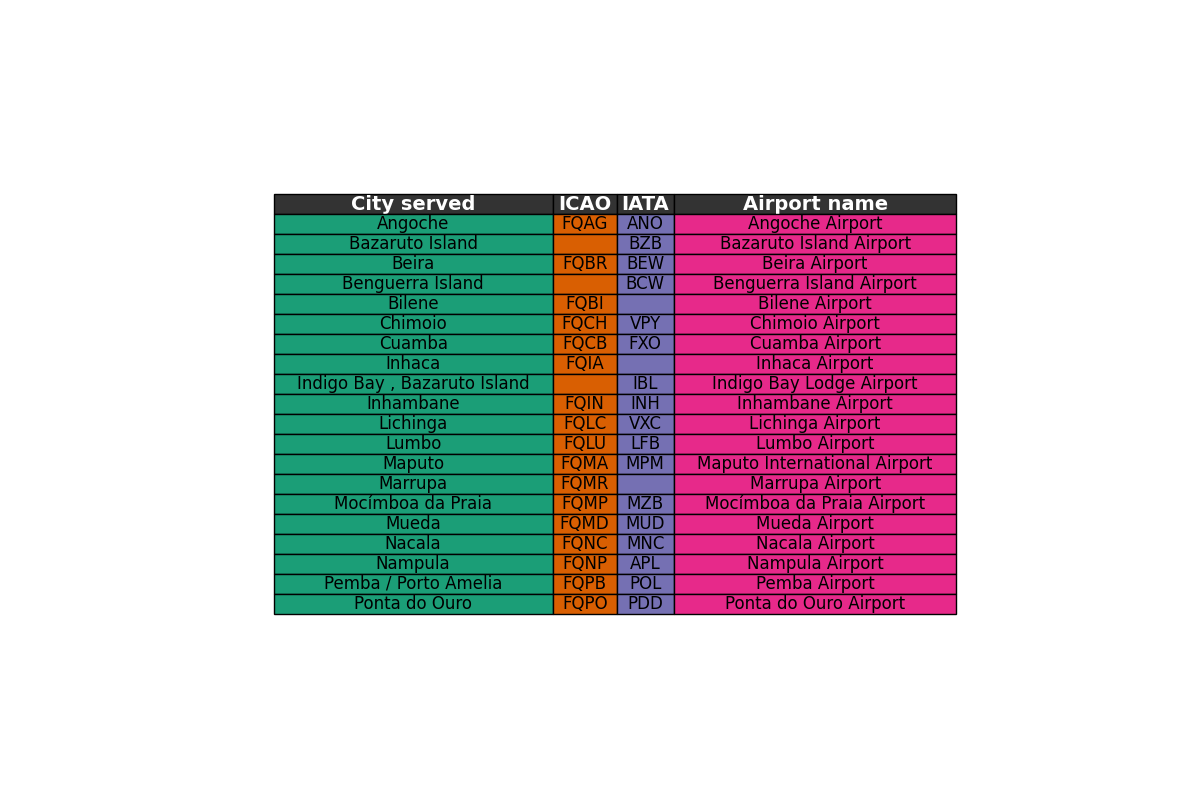 City served ICAO IATA Airport name
Angoche FQAG ANO Angoche Airport
Bazaruto Island BZB Bazaruto Island Airport
Beira FQBR BEW Beira Airport
Benguerra Island BCW Benguerra Island Airport
Bilene FQBI Bilene Airport
Chimoio FQCH VPY Chimoio Airport
Cuamba FQCB FXO Cuamba Airport
Inhaca FQIA Inhaca Airport
Indigo Bay , Bazaruto Island IBL Indigo Bay Lodge Airport
Inhambane FQIN INH Inhambane Airport
Lichinga FQLC VXC Lichinga Airport
Lumbo FQLU LFB Lumbo Airport
Maputo FQMA MPM Maputo International Airport
Marrupa FQMR Marrupa Airport
Mocímboa da Praia FQMP MZB Mocímboa da Praia Airport
Mueda FQMD MUD Mueda Airport
Nacala FQNC MNC Nacala Airport
Nampula FQNP APL Nampula Airport
Pemba / Porto Amelia FQPB POL Pemba Airport
Ponta do Ouro FQPO PDD Ponta do Ouro Airport